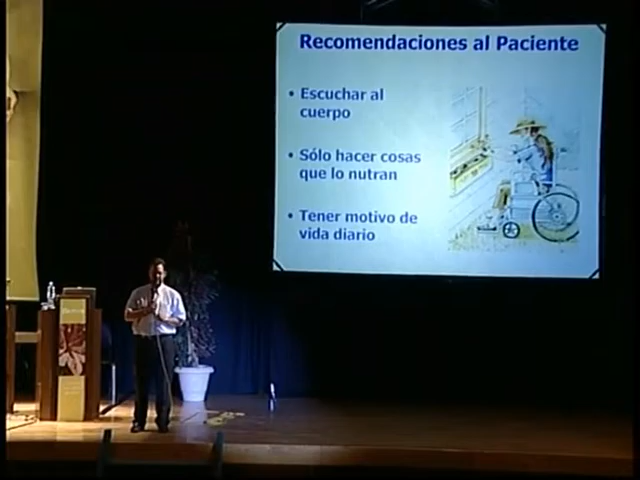 Recomendaciones al Paciente
• Escuchar al
cuerpo
• Sólo hacer cosas
que lo nutran
• Tener motivo de
vida diario